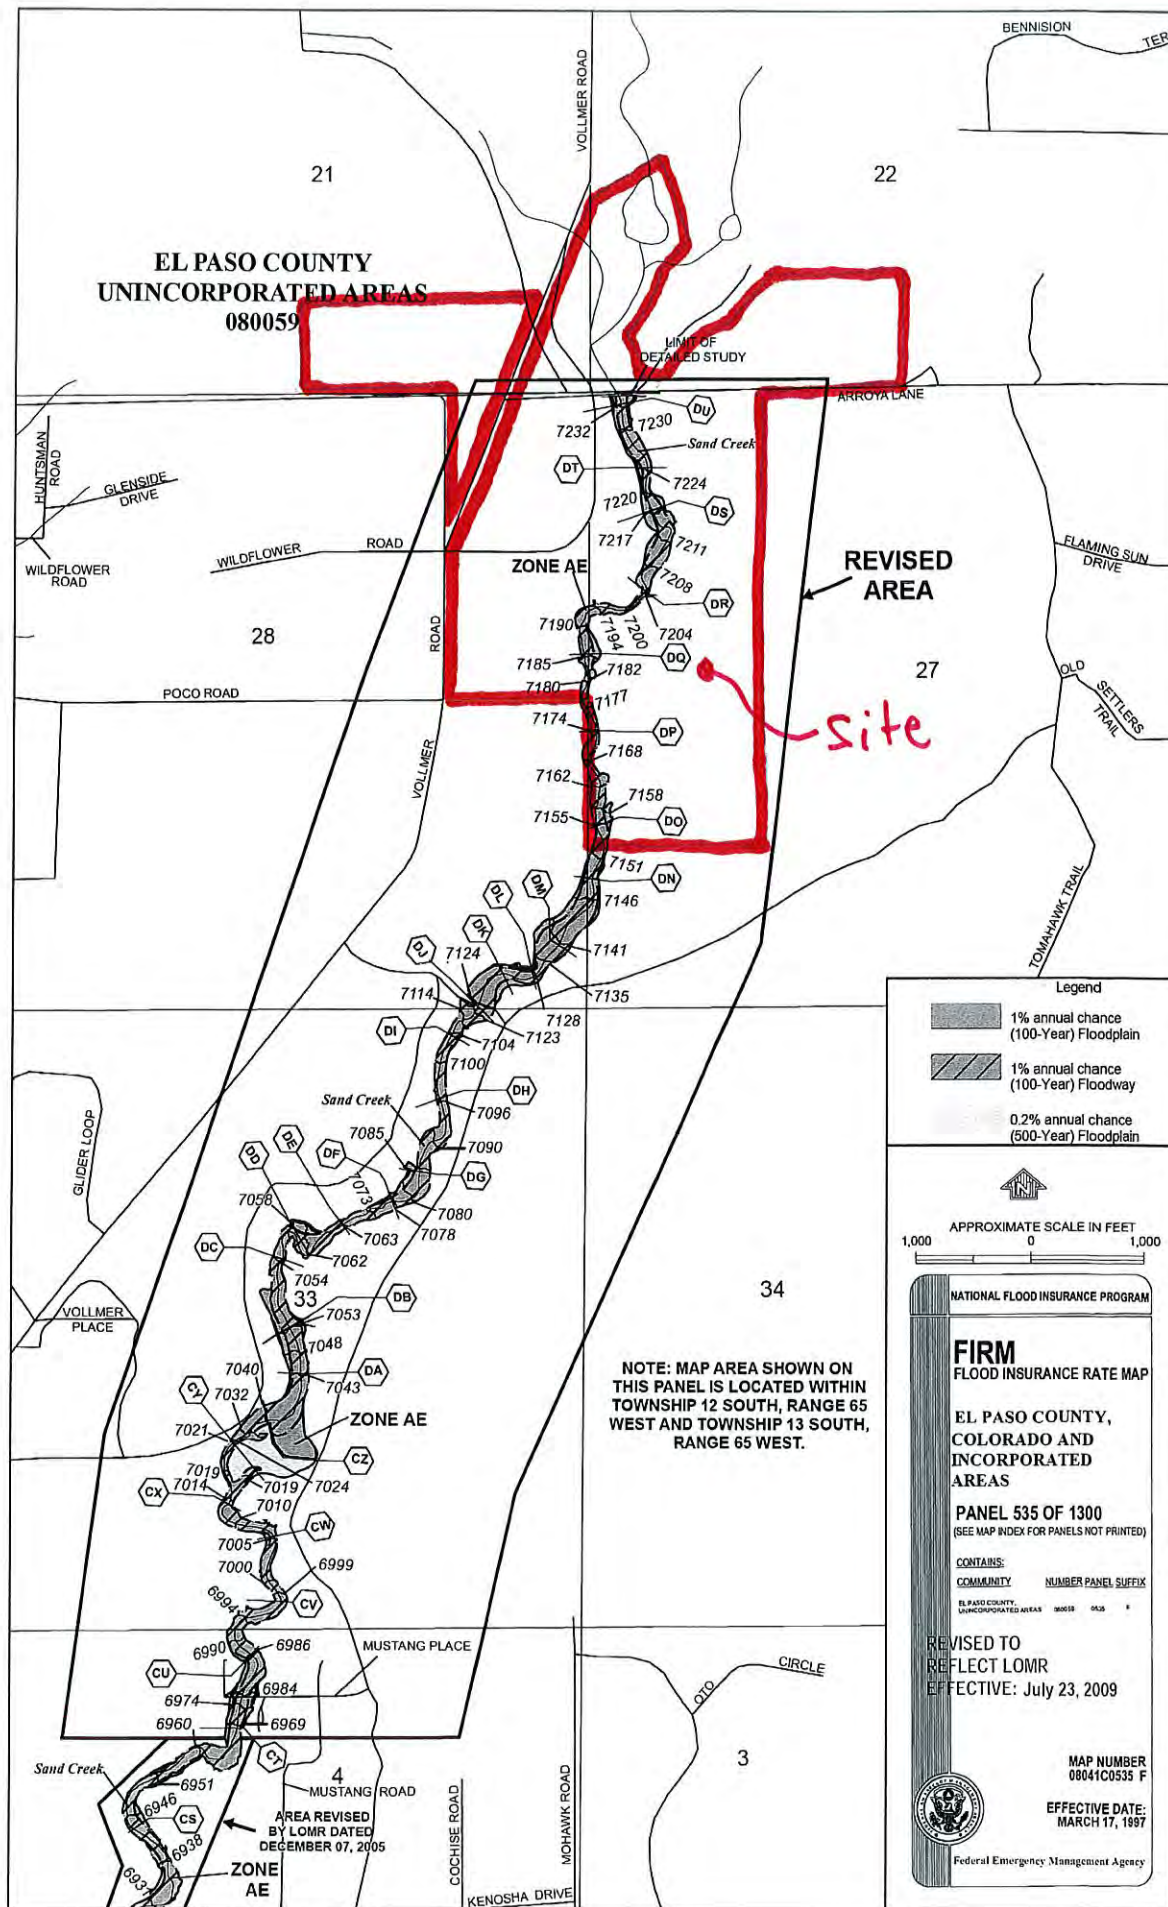 BENNISION
TER
VOLLMER ROAD
21
22
EL PASO COUNTY
UNINCORPORATED AREAS
080059
LIMIT OF
DETAILED STUDY
ARROYA LANE
DU
7232
7230
Sand Creek
HUNTSMAN
ROAD
GLENSIDE
DRIVE
DT
7224
7220
DS
7217
7211
WILDFLOWER
ROAD
WILDFLOWER
ROAD
FLAMING SUN
DRIVE
ZONE AE
REVISED
AREA
7208
DR
7190
7194
7200
7204
28
ROAD
DQ
7185
7182
27
7180
7177
OLD
SETTLERS
TRAIL
POCO ROAD
7174
DP
site
7168
VOLLMER
7162
7158
7155
DO
7151
DN
7146
DM
DL
DK
7141
DJ
7124
7135
TOMAHAWK TRAIL
7114
7128
7123
DI
7104
7100
Legend
1% annual chance
(100-Year) Floodplain
1% annual chance
(100-Year) Floodway
0.2% annual chance
(500-Year) Floodplain
DH
7096
Sand Creek
GLIDER LOOP
7085
7090
DE
DF
DD
DG
7073
7080
7058
7078
7063
7062
DC
7054
33
34
DB
7053
7048
VOLLMER
PLACE
7040
DA
7043
CY
7032
ZONE AE
7021
CZ
7019
7019
7024
7014
CX
7010
CW
7005
7000
6999
6994
CV
NOTE: MAP AREA SHOWN ON
THIS PANEL IS LOCATED WITHIN
TOWNSHIP 12 SOUTH, RANGE 65
WEST AND TOWNSHIP 13 SOUTH,
RANGE 65 WEST.
N
APPROXIMATE SCALE IN FEET
1,000 0 1,000
NATIONAL FLOOD INSURANCE PROGRAM
FIRM
FLOOD INSURANCE RATE MAP
EL PASO COUNTY,
COLORADO AND
INCORPORATED
AREAS
PANEL 535 OF 1300
(SEE MAP INDEX FOR PANELS NOT PRINTED)
CONTAINS:
COMMUNITY NUMBER PANEL SUFFIX
EL PASO COUNTY,
UNINCORPORATED AREAS 080059 0535 F
REVISED TO
REFLECT LOMR
EFFECTIVE: July 23, 2009
MAP NUMBER
08041C0535 F
EFFECTIVE DATE:
MARCH 17, 1997
Federal Emergency Management Agency
6990
6986
MUSTANG PLACE
CU
6984
6974
6960
6969
CT
OTO
CIRCLE
3
4
Sand Creek
6951
MUSTANG ROAD
6946
CS
AREA REVISED
BY LOMR DATED
DECEMBER 07, 2005
6938
6937
ZONE
AE
COCHISE ROAD
MOHAWK ROAD
KENOSHA DRIVE